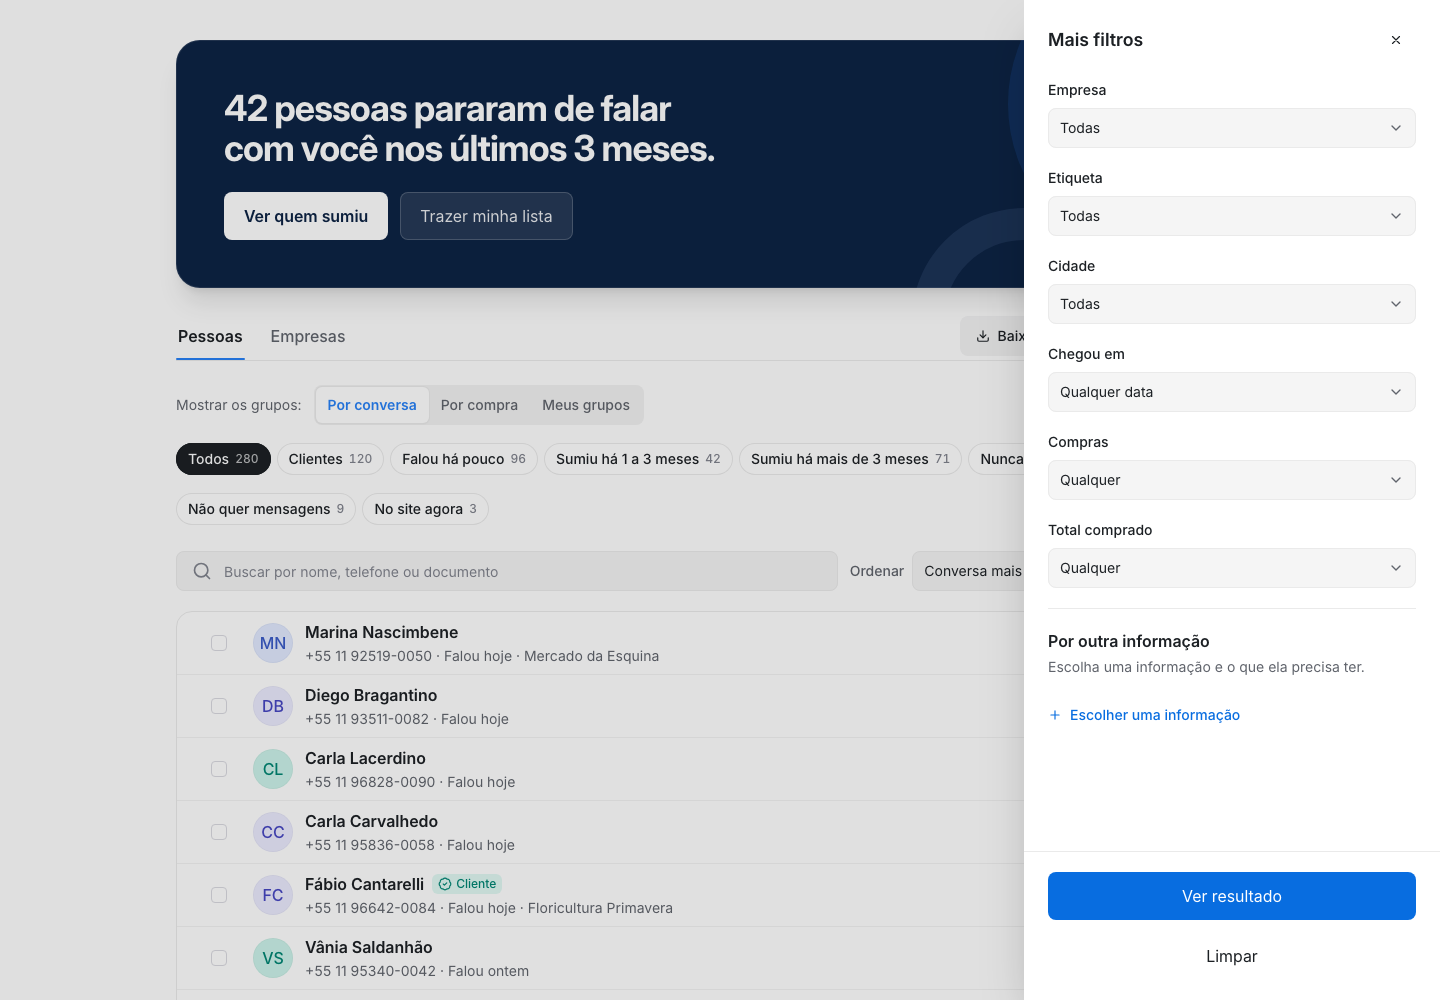 42 pessoas pararam de falar
com você nos últimos 3 meses.
Ver quem sumiu
Trazer minha lista
Pessoas
Empresas
Baix
Mostrar os grupos:
Por conversa
Por compra
Meus grupos
Todos 280
Clientes 120
Falou há pouco 96
Sumiu há 1 a 3 meses 42
Sumiu há mais de 3 meses 71
Nunca
Não quer mensagens 9
No site agora 3
Buscar por nome, telefone ou documento
Ordenar
Conversa mais
MN
Marina Nascimbene
+55 11 92519-0050 · Falou hoje · Mercado da Esquina
DB
Diego Bragantino
+55 11 93511-0082 · Falou hoje
CL
Carla Lacerdino
+55 11 96828-0090 · Falou hoje
CC
Carla Carvalhedo
+55 11 95836-0058 · Falou hoje
FC
Fábio Cantarelli
Cliente
+55 11 96642-0084 · Falou hoje · Floricultura Primavera
VS
Vânia Saldanhão
+55 11 95340-0042 · Falou ontem
Mais filtros
Empresa
Todas
Etiqueta
Todas
Cidade
Todas
Chegou em
Qualquer data
Compras
Qualquer
Total comprado
Qualquer
Por outra informação
Escolha uma informação e o que ela precisa ter.
Escolher uma informação
Ver resultado
Limpar